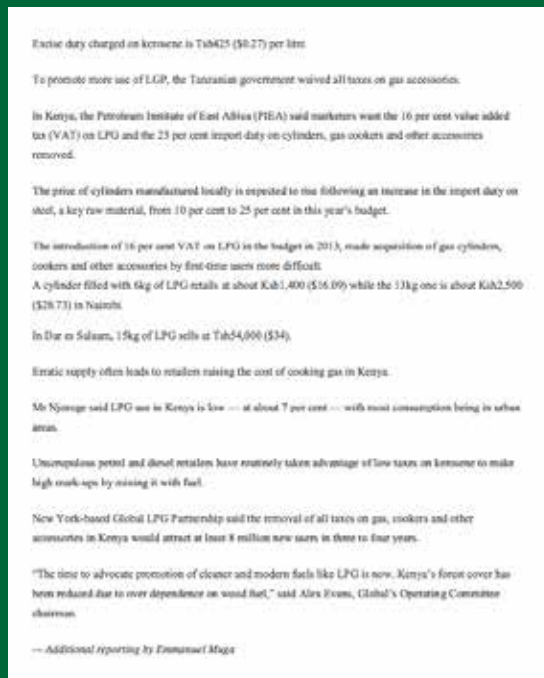 Excise duty charged on kerosene is Tsh425 ($0.27) per litre.
To promote more use of LGP, the Tanzanian government waived all taxes on gas accessories.
In Kenya, the Petroleum Institute of East Africa (PIEA) said marketers want the 16 per cent value added
tax (VAT) on LPG and the 25 per cent import duty on cylinders, gas cookers and other accessories
removed.
The price of cylinders manufactured locally is expected to rise following an increase in the import duty on
steel, a key raw material, from 10 per cent to 25 per cent in this year's budget.
The introduction of 16 per cent VAT on LPG in the budget in 2013, made acquisition of gas cylinders,
cookers and other accessories by first-time users more difficult.
A cylinder filled with 6kg of LPG retails at about Ksh1,400 ($16.09) while the 13kg one is about Ksh2,500
($28.73) in Nairobi.
In Dar es Salaam, 15kg of LPG sells at Tsh54,000 ($34).
Erratic supply often leads to retailers raising the cost of cooking gas in Kenya.
Mr Njoroge said LPG use in Kenya is low — at about 7 per cent — with most consumption being in urban
areas.
Unscrupulous petrol and diesel retailers have routinely taken advantage of low taxes on kerosene to make
high mark-ups by mixing it with fuel.
New York-based Global LPG Partnership said the removal of all taxes on gas, cookers and other
accessories in Kenya would attract at least 8 million new users in three to four years.
"The time to advocate promotion of cleaner and modern fuels like LPG is now. Kenya's forest cover has
been reduced due to over dependence on wood fuel," said Alex Evans, Global's Operating Committee
chairman.
— Additional reporting by Emmanuel Muga